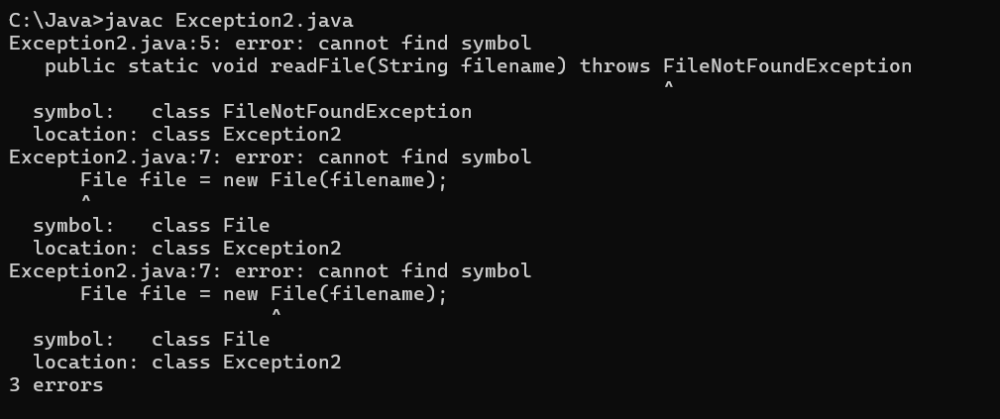 C:\Java>javac Exception2.java
Exception2.java:5: error: cannot find symbol
   public static void readFile(String filename) throws FileNotFoundException
                                                       ^
  symbol:   class FileNotFoundException
  location: class Exception2
Exception2.java:7: error: cannot find symbol
      File file = new File(filename);
      ^
  symbol:   class File
  location: class Exception2
Exception2.java:7: error: cannot find symbol
      File file = new File(filename);
                      ^
  symbol:   class File
  location: class Exception2
3 errors